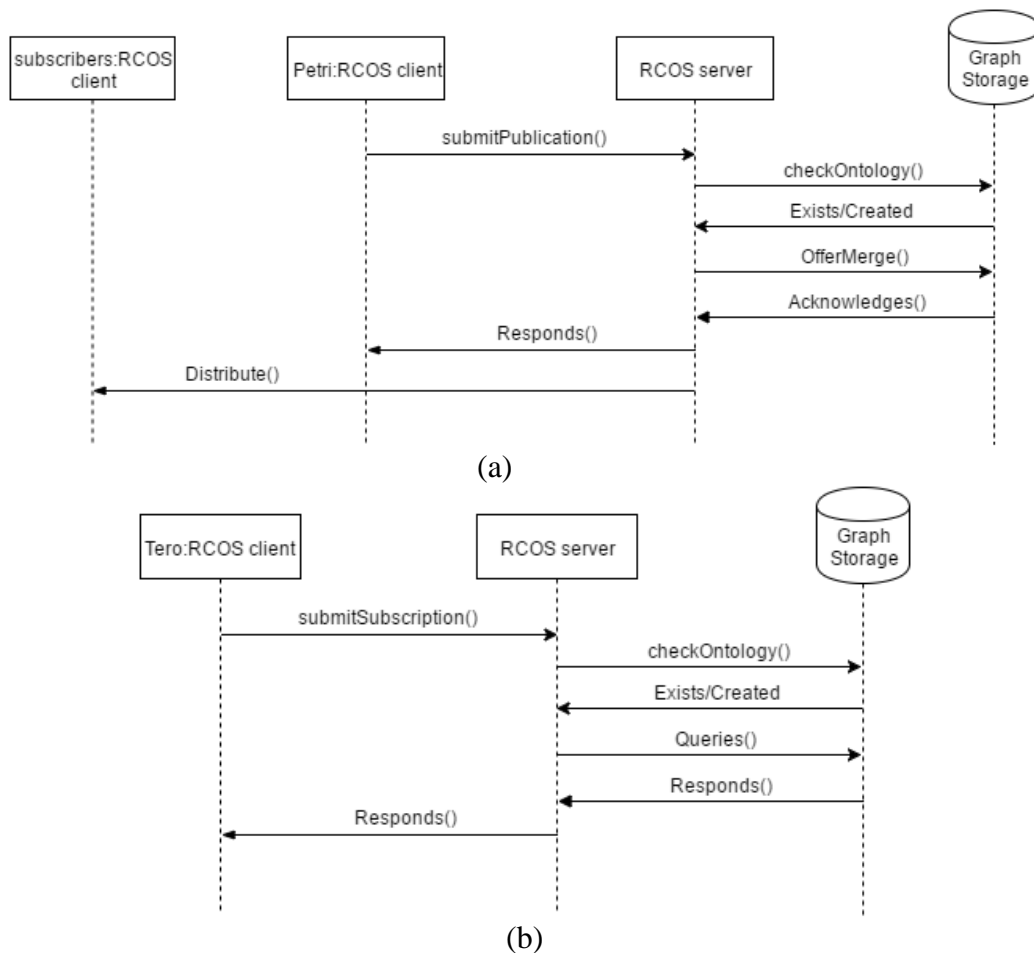 subscribers:RCOS
client
Petri:RCOS client
RCOS server
Graph
Storage
submitPublication()
checkOntology()
Exists/Created
OfferMerge()
Acknowledges()
Responds()
Distribute()
(a)
Tero:RCOS client
RCOS server
Graph
Storage
submitSubscription()
checkOntology()
Exists/Created
Queries()
Responds()
Responds()
(b)